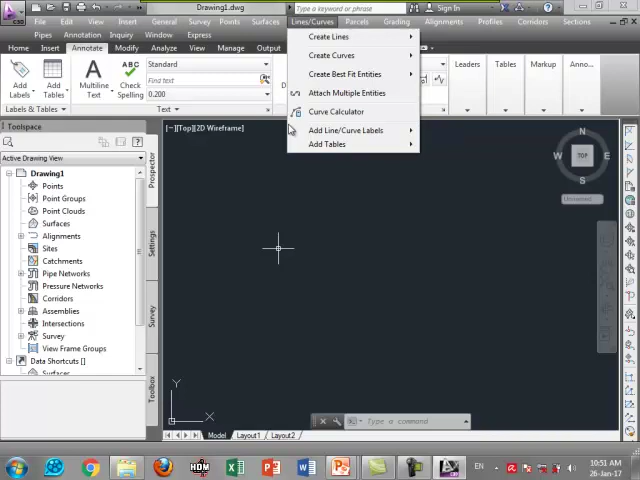 Drawing1.dwg
Type a keyword or phrase
Sign In
File Edit View Insert General Survey Points Surfaces Lines/Curves Parcels Grading Alignments Profiles Corridors Sections
Pipes Annotation Inquiry Window
Home Insert Annotate Modify Analyze View Manage Output
Create Lines
Create Curves
Create Best Fit Entities
Attach Multiple Entities
Curve Calculator
Add Line/Curve Labels
Add Tables
Add Labels
Add Tables
Multiline Text
Check Spelling
Standard
Find text
0.200
Leaders
Tables
Markup
Anno...
Labels & Tables
Text
Toolspace
Active Drawing View
Drawing1
Points
Point Groups
Point Clouds
Surfaces
Alignments
Sites
Catchments
Pipe Networks
Pressure Networks
Corridors
Assemblies
Intersections
Survey
View Frame Groups
Data Shortcuts []
Surfaces
Prospector
Settings
Survey
Toolbox
[−][Top][2D Wireframe]
N
W TOP E
S
Unnamed
Y
X
Type a command
Model Layout1 Layout2
HDM
EN
10:51 AM
26-Jan-17